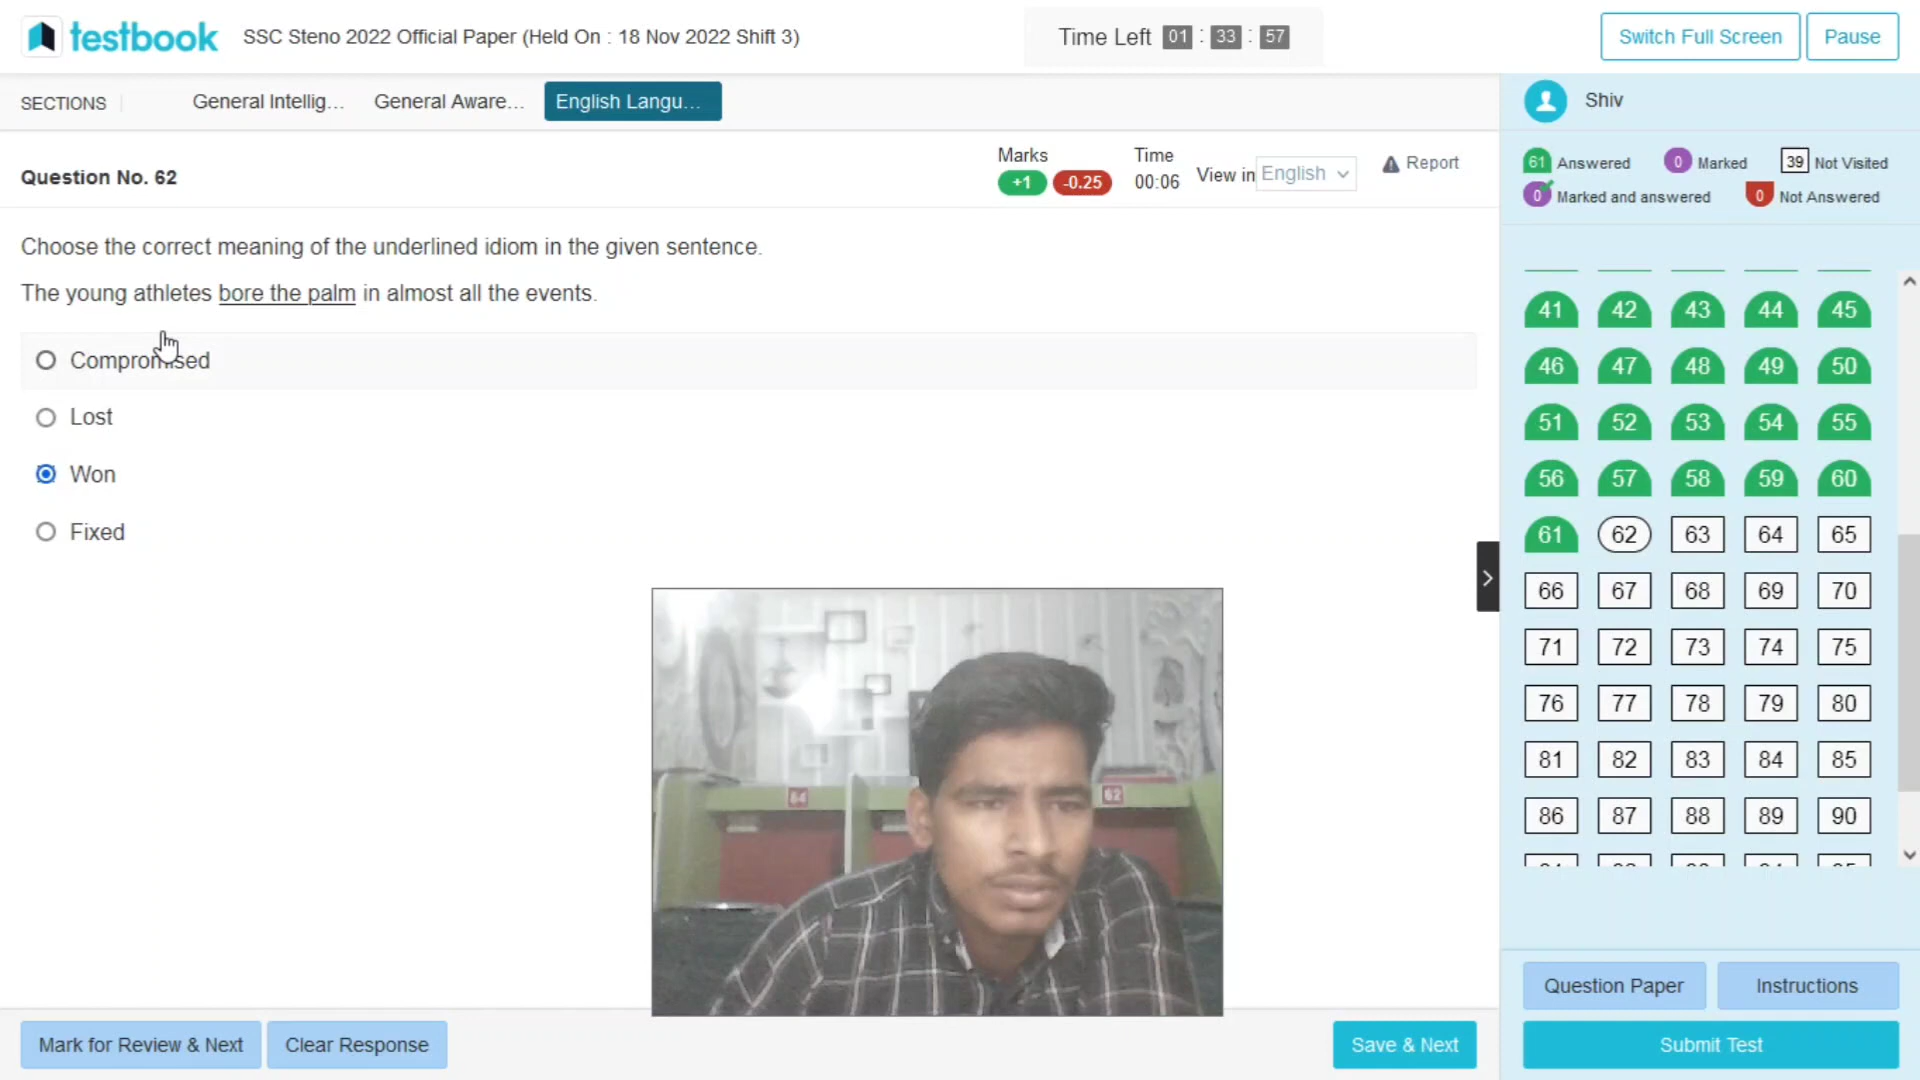 testbook
SSC Steno 2022 Official Paper (Held On : 18 Nov 2022 Shift 3)
Time Left 01 : 33 : 57
Switch Full Screen
Pause
SECTIONS
General Intellig...
General Aware...
English Langu...
Shiv
Question No. 62
Marks
+1 -0.25
Time
00:06
View in English
Report
61 Answered
0 Marked
39 Not Visited
0 Marked and answered
0 Not Answered
Choose the correct meaning of the underlined idiom in the given sentence.
The young athletes bore the palm in almost all the events.
Compromised
Lost
Won
Fixed
41 42 43 44 45
46 47 48 49 50
51 52 53 54 55
56 57 58 59 60
61 62 63 64 65
66 67 68 69 70
71 72 73 74 75
76 77 78 79 80
81 82 83 84 85
86 87 88 89 90
64
62
Question Paper
Instructions
Mark for Review & Next
Clear Response
Save & Next
Submit Test